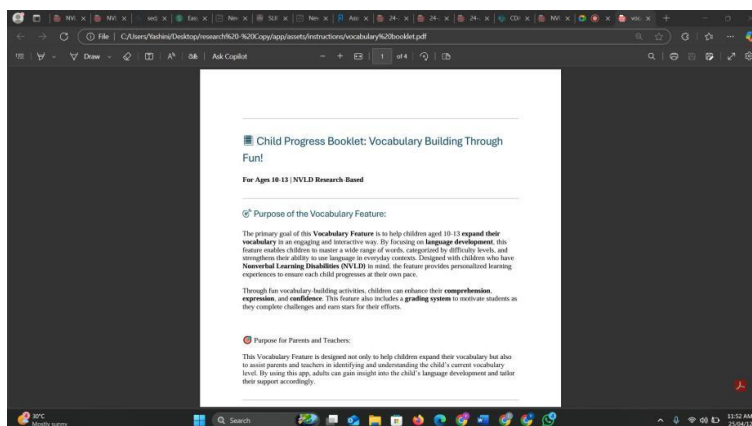 File
C:/Users/Yashini/Desktop/research%20-%20Copy/app/assets/instructions/vocabulary%20booklet.pdf
Draw
Ask Copilot
1 of 4
Child Progress Booklet: Vocabulary Building Through
Fun!
For Ages 10-13 | NVLD Research-Based
Purpose of the Vocabulary Feature:
The primary goal of this Vocabulary Feature is to help children aged 10-13 expand their
vocabulary in an engaging and interactive way. By focusing on language development, this
feature enables children to master a wide range of words, categorized by difficulty levels, and
strengthens their ability to use language in everyday contexts. Designed with children who have
Nonverbal Learning Disabilities (NVLD) in mind, the feature provides personalized learning
experiences to ensure each child progresses at their own pace.
Through fun vocabulary-building activities, children can enhance their comprehension,
expression, and confidence. This feature also includes a grading system to motivate students as
they complete challenges and earn stars for their efforts.
Purpose for Parents and Teachers:
This Vocabulary Feature is designed not only to help children expand their vocabulary but also
to assist parents and teachers in identifying and understanding the child's current vocabulary
level. By using this app, adults can gain insight into the child's language development and tailor
their support accordingly.
30°C
Mostly sunny
Search
11:52 AM